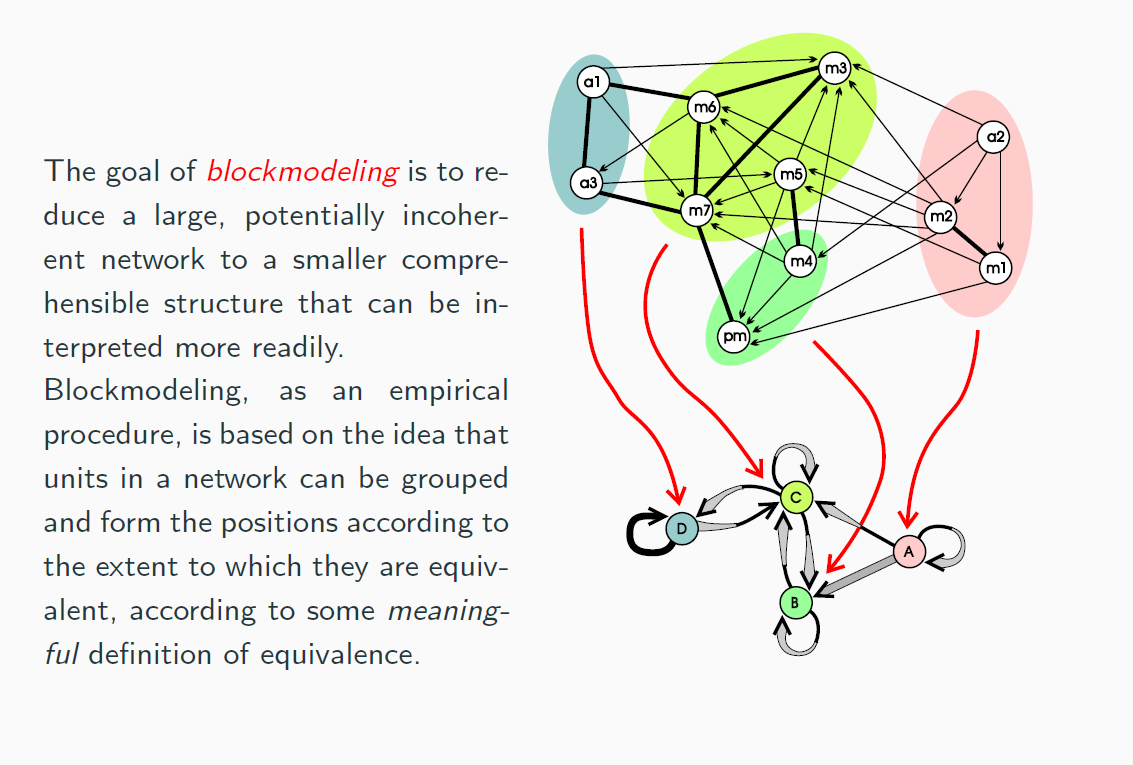 The goal of blockmodeling is to re-
duce a large, potentially incoher-
ent network to a smaller compre-
hensible structure that can be in-
terpreted more readily.
Blockmodeling, as an empirical
procedure, is based on the idea that
units in a network can be grouped
and form the positions according to
the extent to which they are equiv-
alent, according to some meaning-
ful definition of equivalence.
a1
m3
m6
a2
m5
a3
m7
m2
m4
m1
pm
C
D
A
B